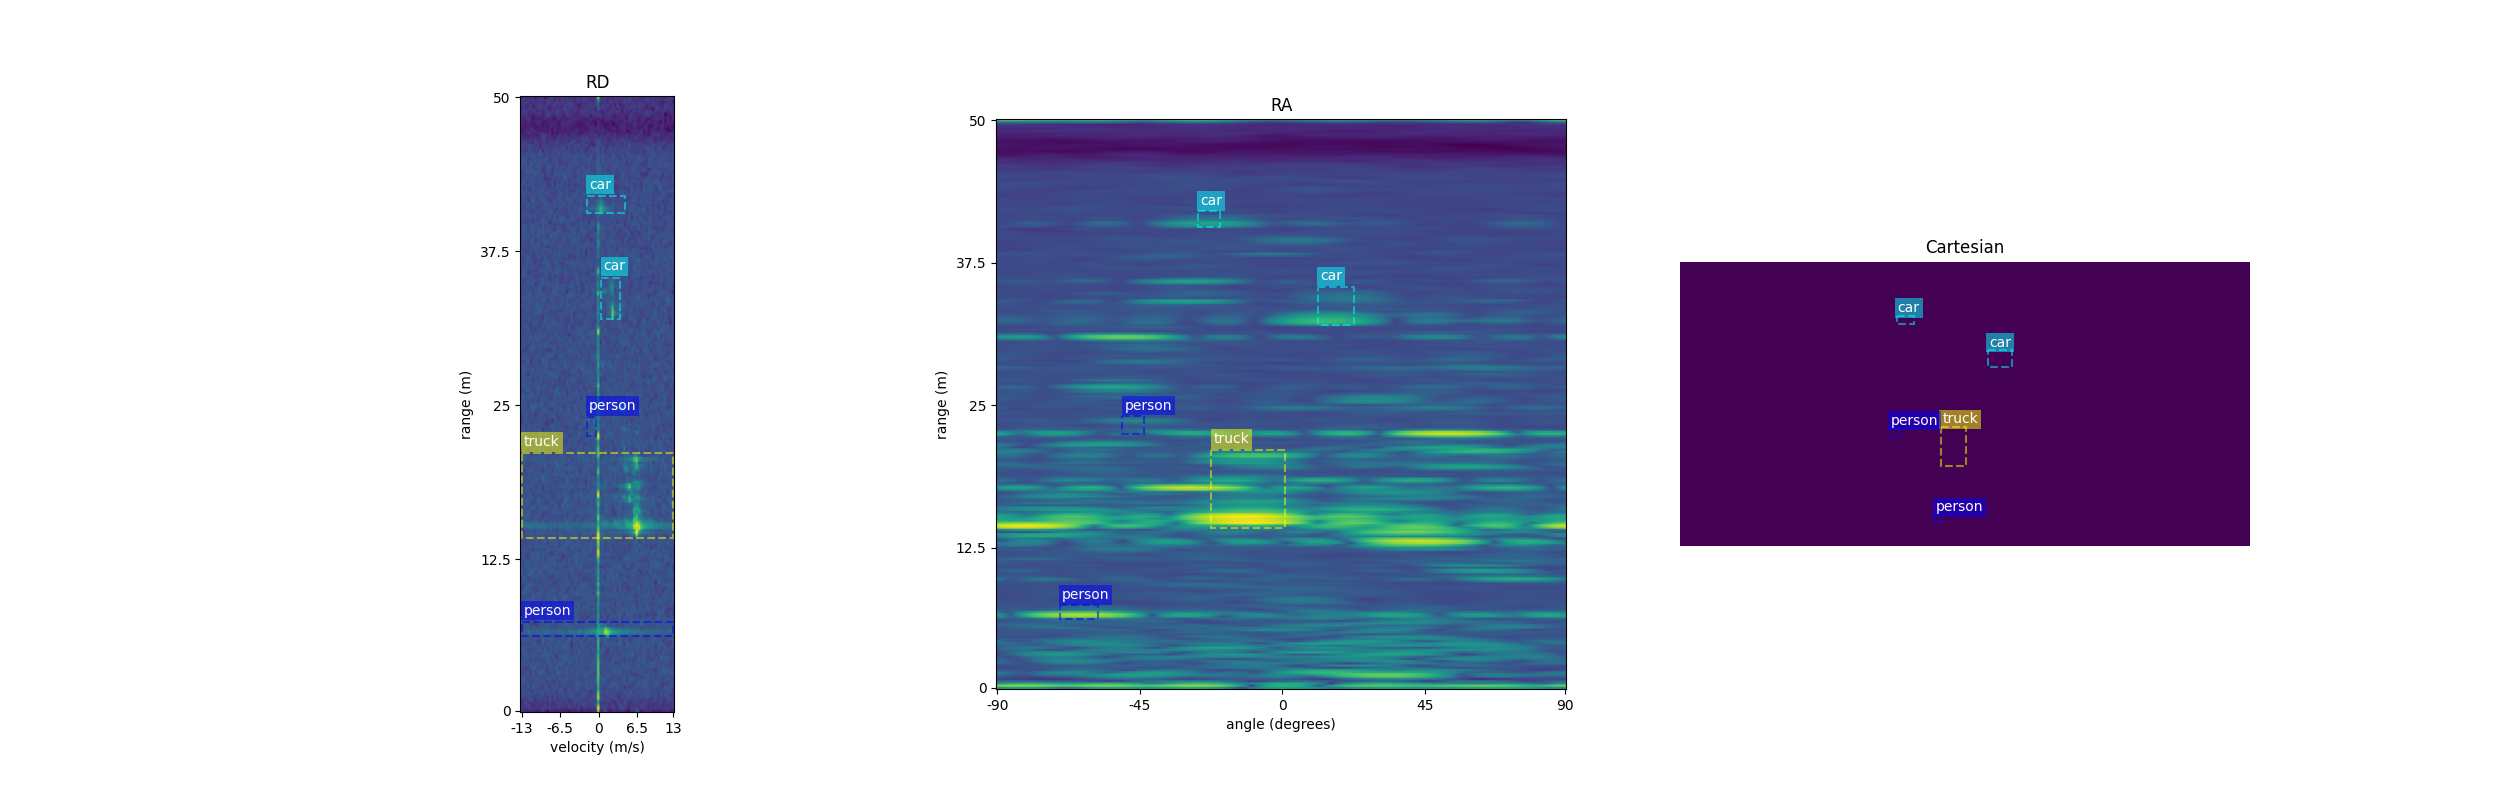 RD
50
37.5
25
12.5
0
range (m)
car
car
person
truck
person
-13 -6.5 0 6.5 13
velocity (m/s)
RA
50
37.5
25
12.5
0
range (m)
car
car
person
truck
person
-90 -45 0 45 90
angle (degrees)
Cartesian
car
car
person truck
person